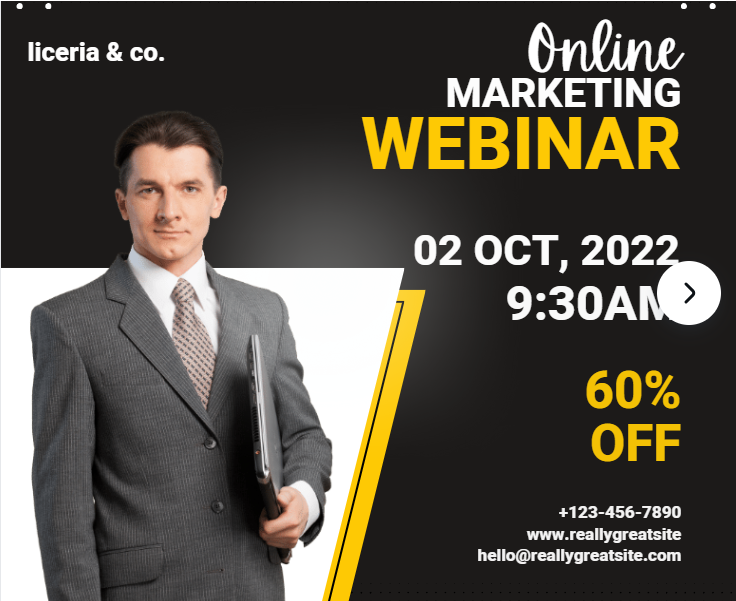 liceria & co.
Online
MARKETING
WEBINAR
02 OCT, 2022
9:30AM
60%
OFF
+123-456-7890
www.reallygreatsite
hello@reallygreatsite.com